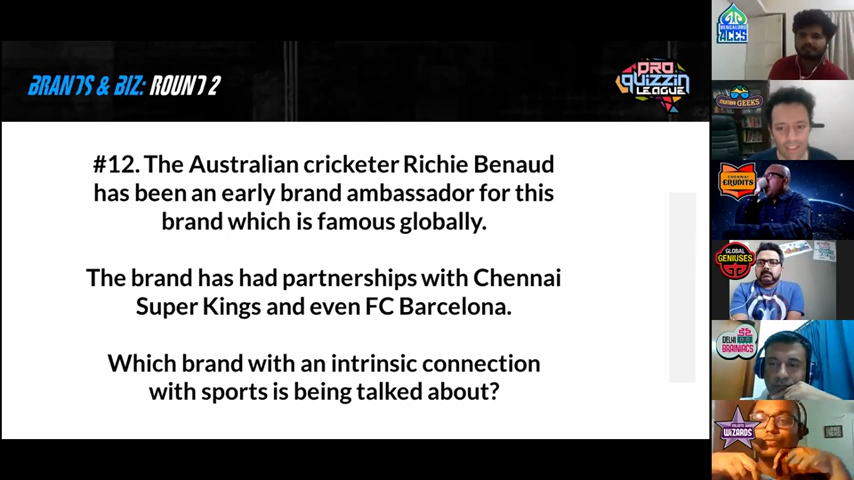 BRANDS & BIZ: ROUND 2
PRO
QUIZZIN
LEAGUE
#12. The Australian cricketer Richie Benaud
has been an early brand ambassador for this
brand which is famous globally.
The brand has had partnerships with Chennai
Super Kings and even FC Barcelona.
Which brand with an intrinsic connection
with sports is being talked about?
BENGALURU
ACES
MUMBAI GEEKS
CHENNAI
ERUDITS
GLOBAL
GENIUSES
DELHI
BRAINIACS
WIZARDS